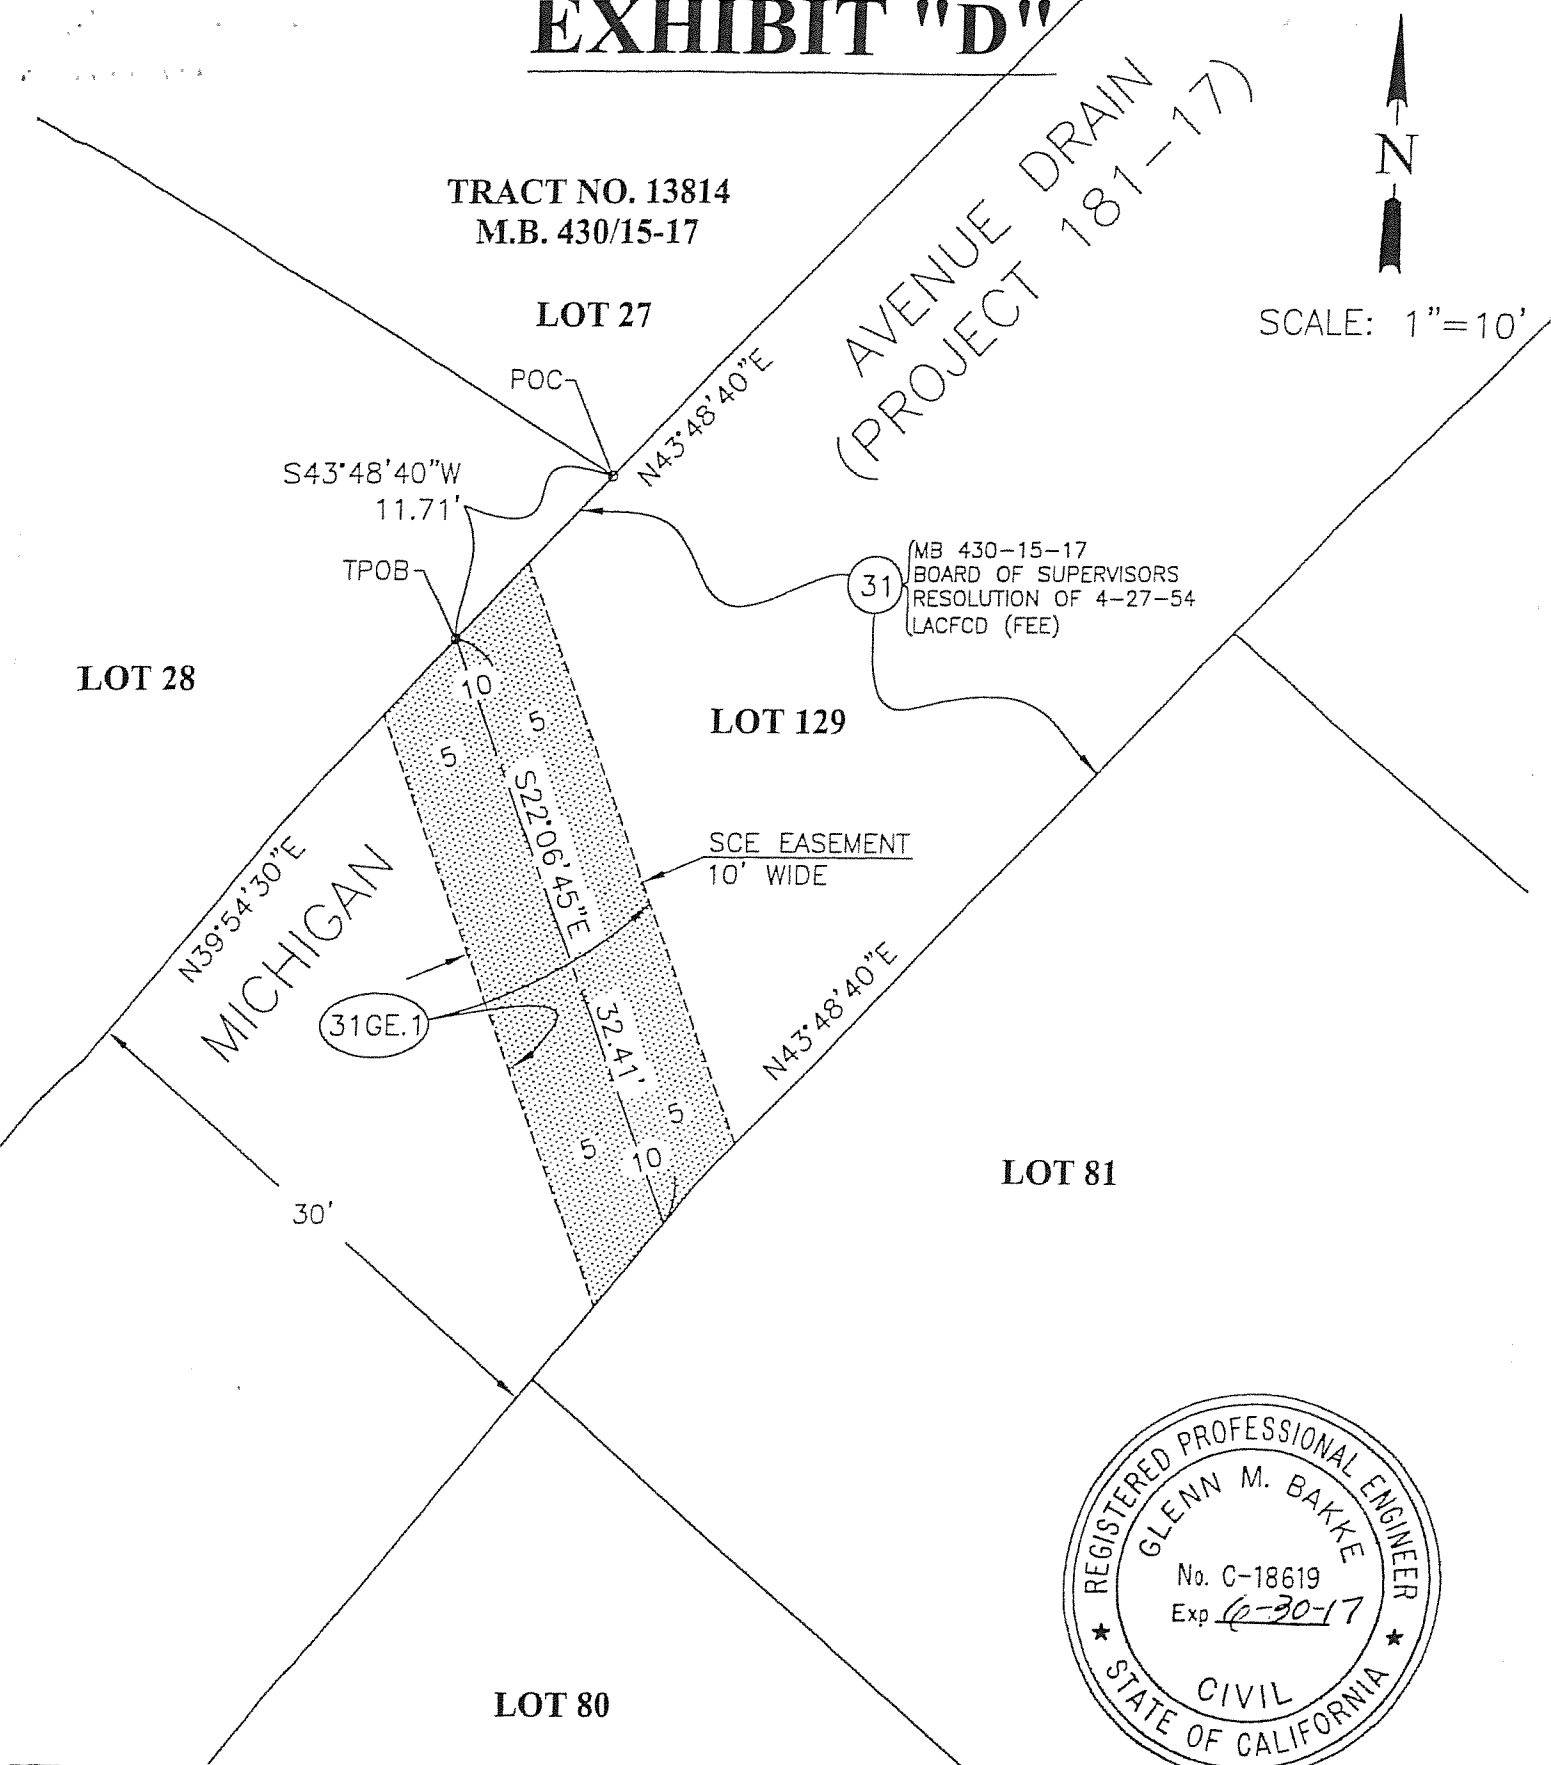 EXHIBIT "D"
TRACT NO. 13814
M.B. 430/15-17
LOT 27
N
SCALE: 1"=10'
AVENUE DRAIN
(PROJECT 181-17)
POC
N43°48'40"E
S43°48'40"W
11.71'
TPOB
31
MB 430-15-17
BOARD OF SUPERVISORS
RESOLUTION OF 4-27-54
LACFCD (FEE)
LOT 28
10
5
5
LOT 129
S22°06'45"E
32.41'
SCE EASEMENT
10' WIDE
N39°54'30"E
MICHIGAN
31GE.1
N43°48'40"E
5
5
10
30'
LOT 81
LOT 80
REGISTERED PROFESSIONAL ENGINEER
GLENN M. BAKKE
No. C-18619
Exp 6-30-17
CIVIL
STATE OF CALIFORNIA